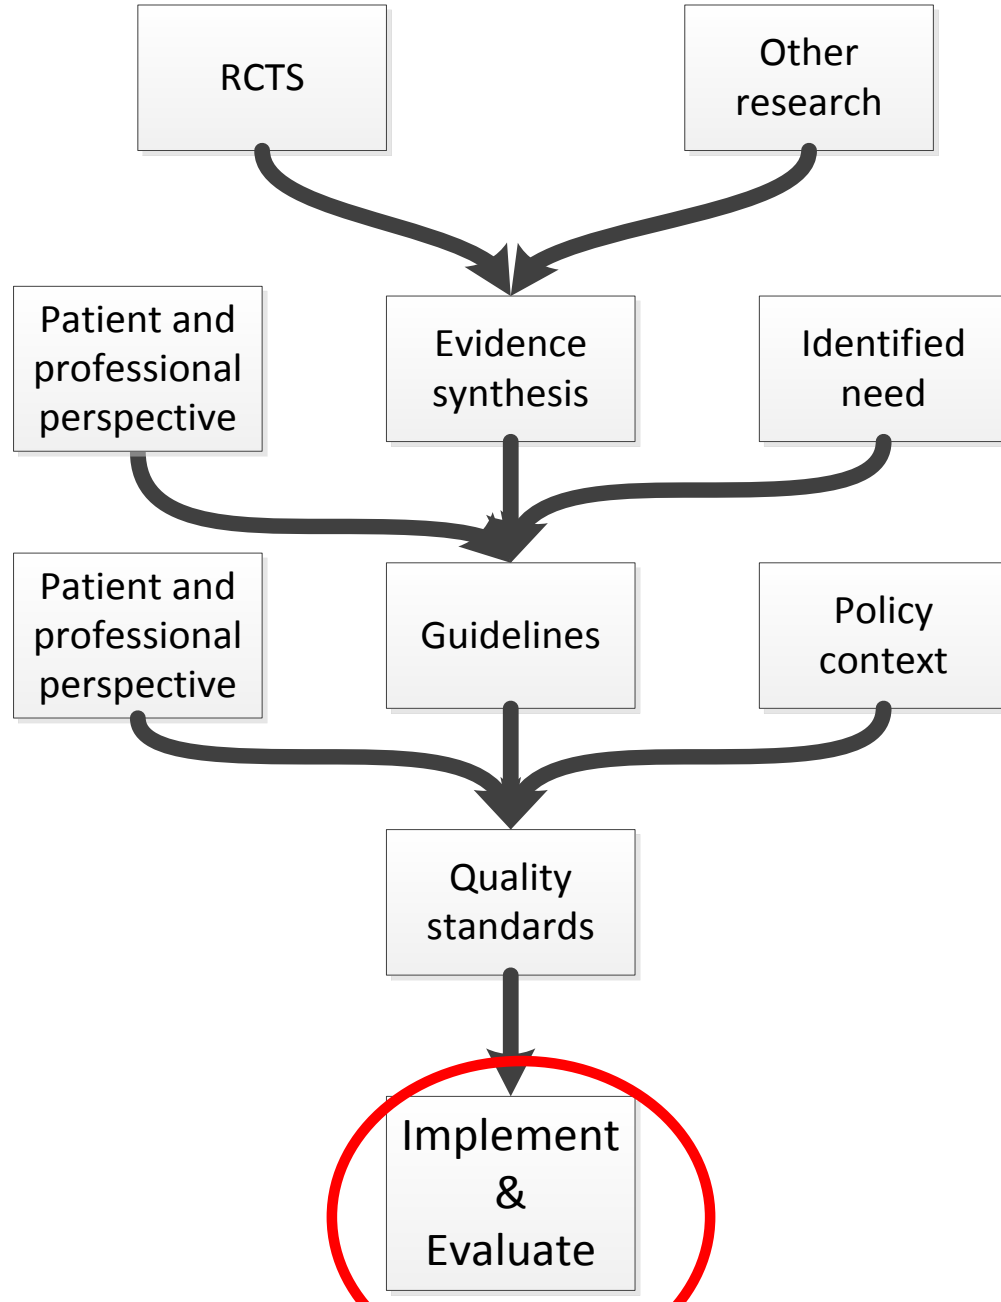 RCTS
Other
research
Patient and
professional
perspective
Evidence
synthesis
Identified
need
Patient and
professional
perspective
Guidelines
Policy
context
Quality
standards
Implement
&
Evaluate